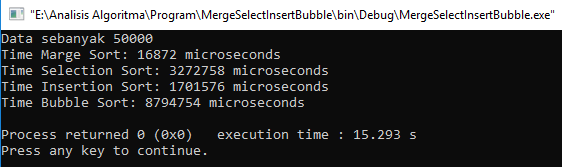 "E:\Analisis Algoritma\Program\MergeSelectInsertBubble\bin\Debug\MergeSelectInsertBubble.exe"
Data sebanyak 50000
Time Marge Sort: 16872 microseconds
Time Selection Sort: 3272758 microseconds
Time Insertion Sort: 1701576 microseconds
Time Bubble Sort: 8794754 microseconds
Process returned 0 (0x0)   execution time : 15.293 s
Press any key to continue.